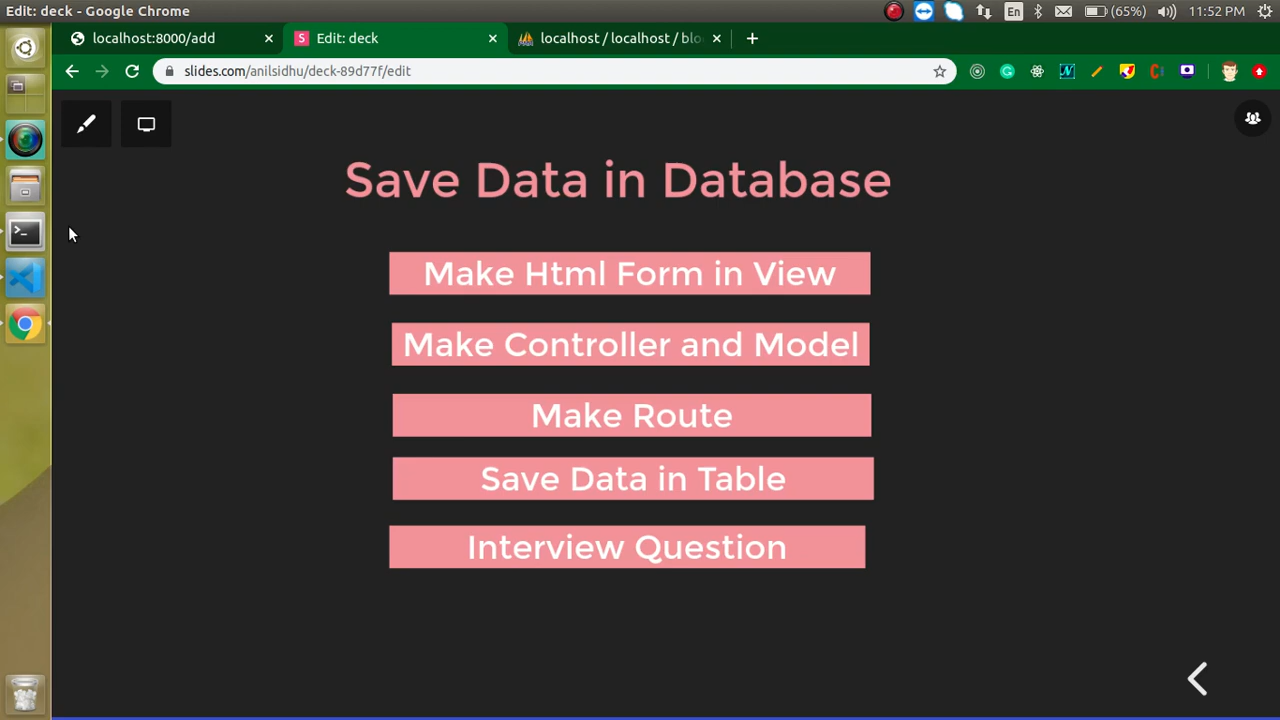 Edit: deck - Google Chrome
En
(65%)
11:52 PM
localhost:8000/add
Edit: deck
localhost / localhost / blo
slides.com/anilsidhu/deck-89d77f/edit
Save Data in Database
Make Html Form in View
Make Controller and Model
Make Route
Save Data in Table
Interview Question